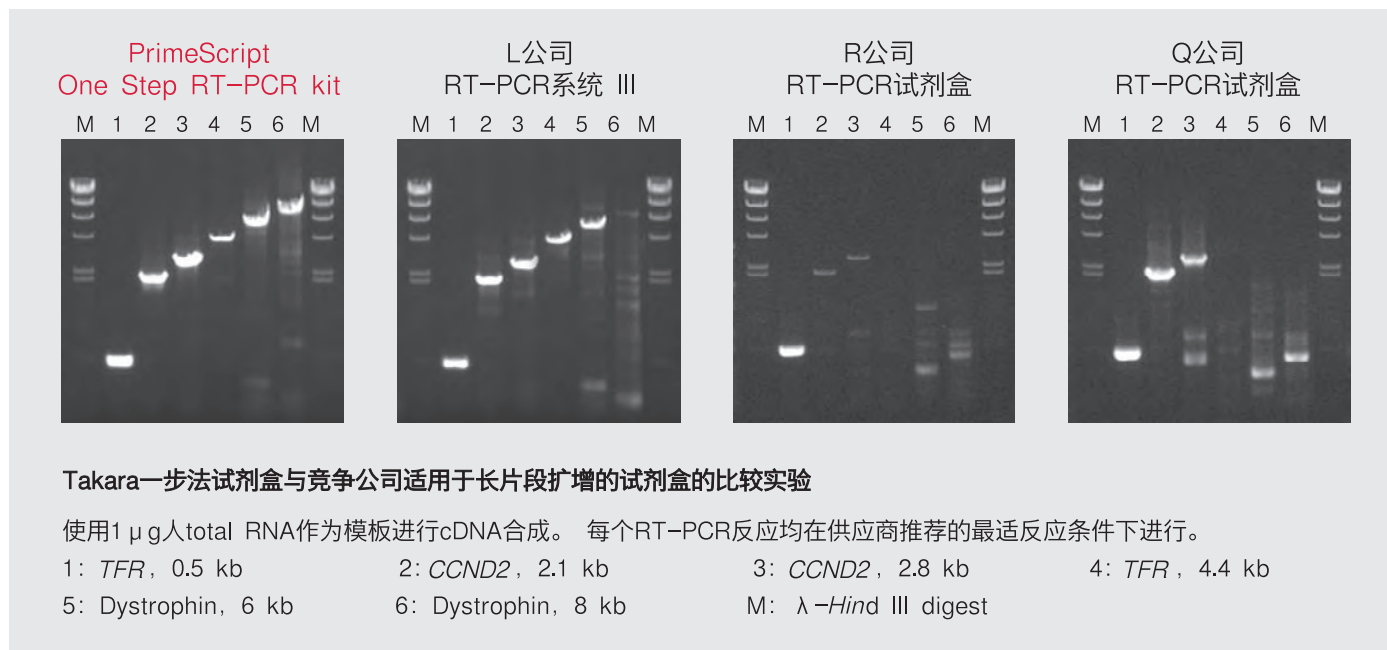 PrimeScript
One Step RT-PCR kit
L公司
RT-PCR系统 III
R公司
RT-PCR试剂盒
Q公司
RT-PCR试剂盒
M 1 2 3 4 5 6 M
M 1 2 3 4 5 6 M
M 1 2 3 4 5 6 M
M 1 2 3 4 5 6 M
Takara一步法试剂盒与竞争公司适用于长片段扩增的试剂盒的比较实验
使用1 μg人total RNA作为模板进行cDNA合成。 每个RT-PCR反应均在供应商推荐的最适反应条件下进行。
1: TFR, 0.5 kb 2: CCND2, 2.1 kb 3: CCND2, 2.8 kb 4: TFR, 4.4 kb
5: Dystrophin, 6 kb 6: Dystrophin, 8 kb M: λ-Hind III digest